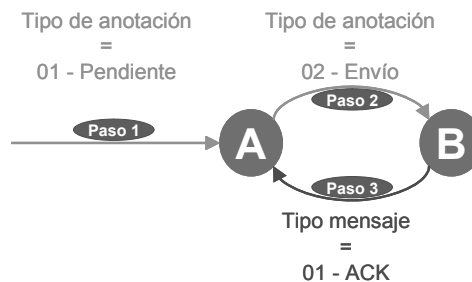 Tipo de anotación
=
01 - Pendiente
Tipo de anotación
=
02 - Envío
Paso 1
Paso 2
A
B
Paso 3
Tipo mensaje
=
01 - ACK